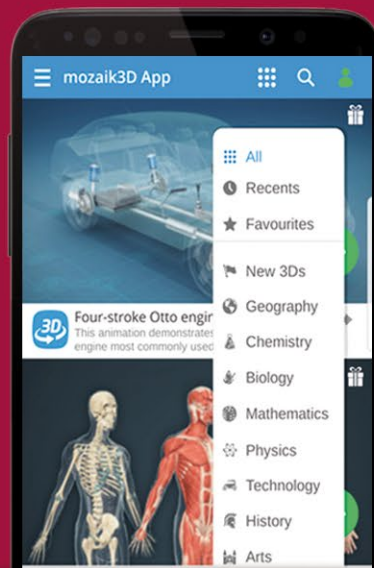 mozaik3D App
All
Recents
Favourites
New 3Ds
Geography
Chemistry
Biology
Mathematics
Physics
Technology
History
Arts
3D
Four-stroke Otto engin
This animation demonstrates
engine most commonly used